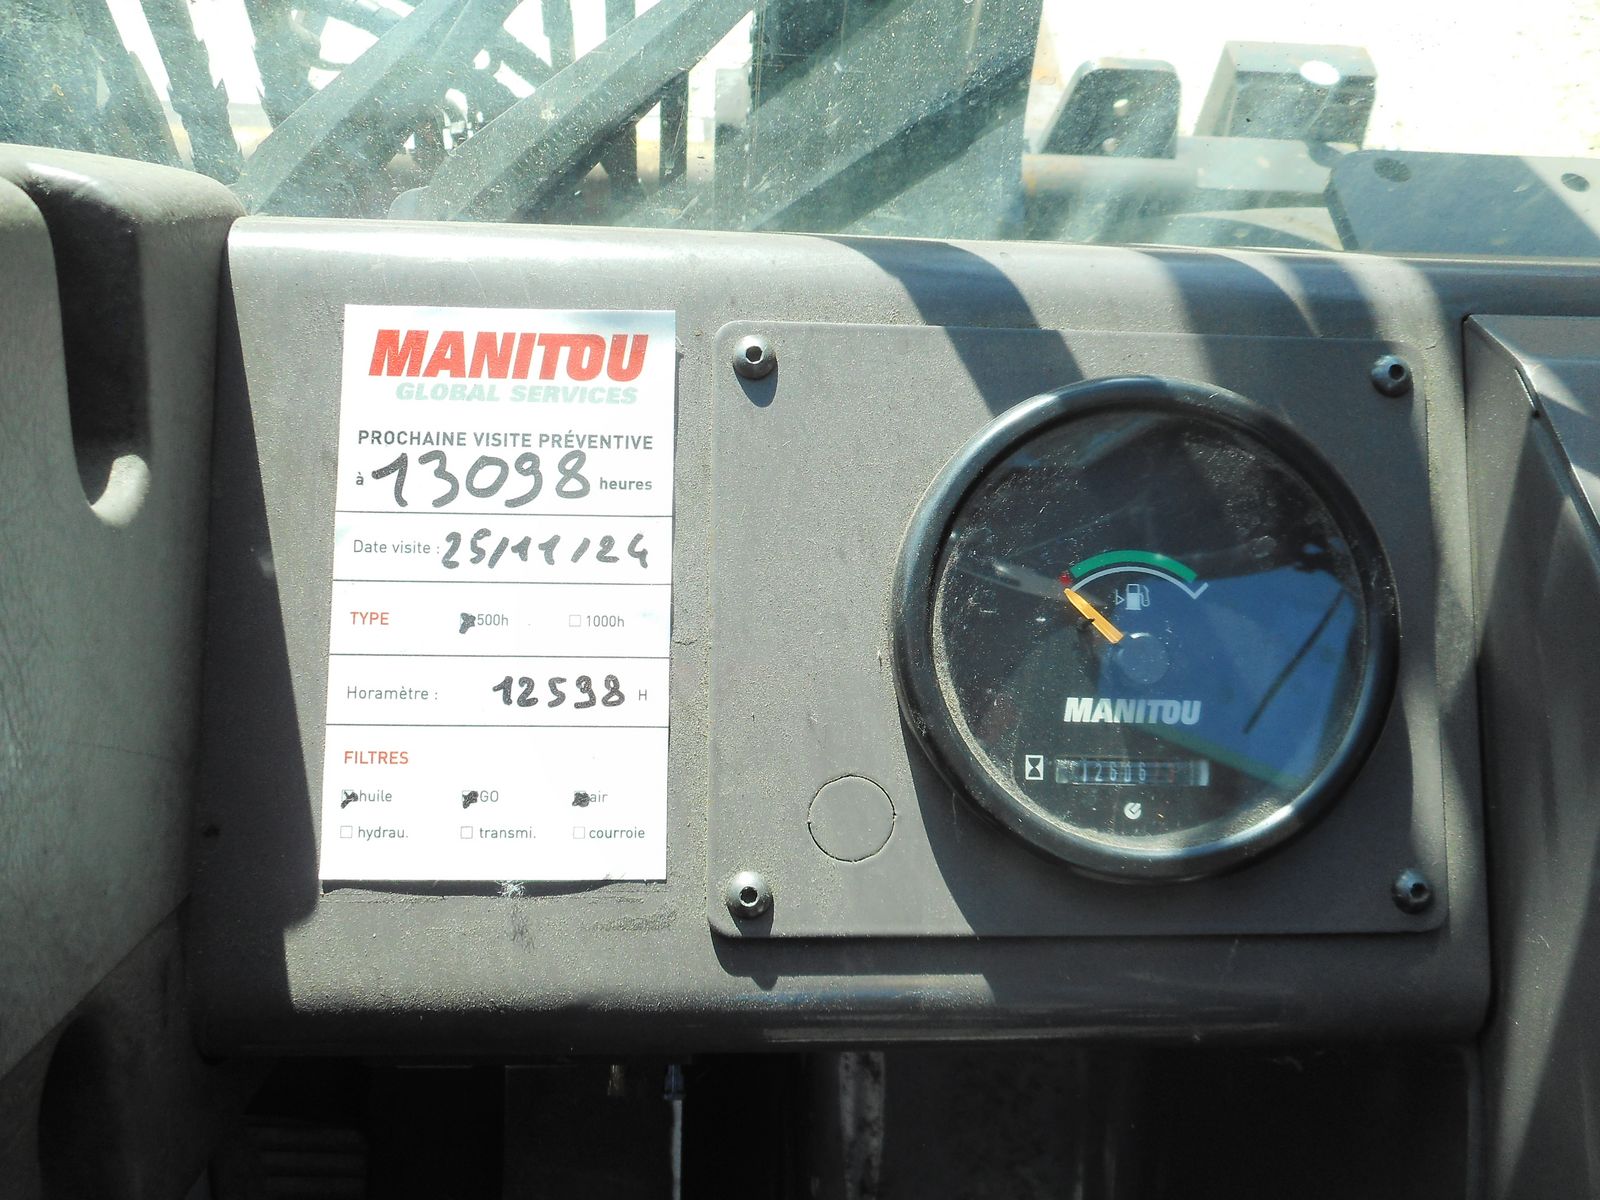 MANITOU
GLOBAL SERVICES
PROCHAINE VISITE PRÉVENTIVE
à 13098 heures
Date visite : 25/11/24
TYPE 500h 1000h
Horamètre : 12598 H
FILTRES
huile GO air
hydrau. transmi. courroie
MANITOU
12606